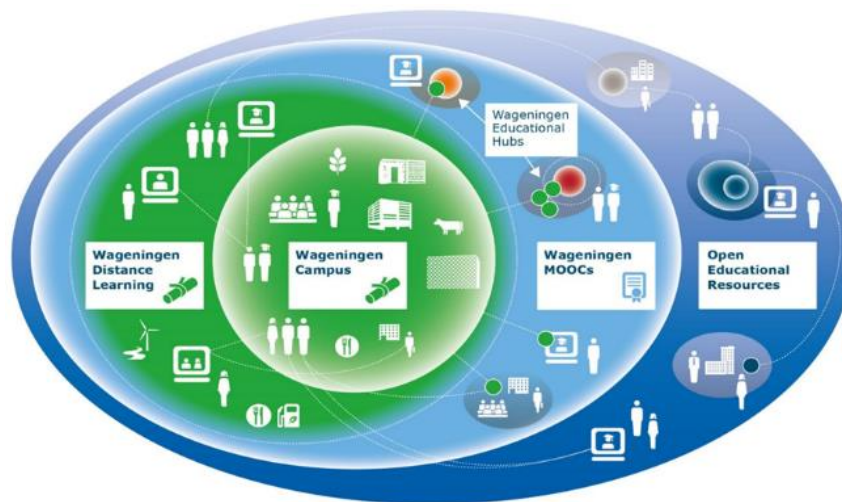 Wageningen
Educational
Hubs
Wageningen
Distance
Learning
Wageningen
Campus
Wageningen
MOOCs
Open
Educational
Resources